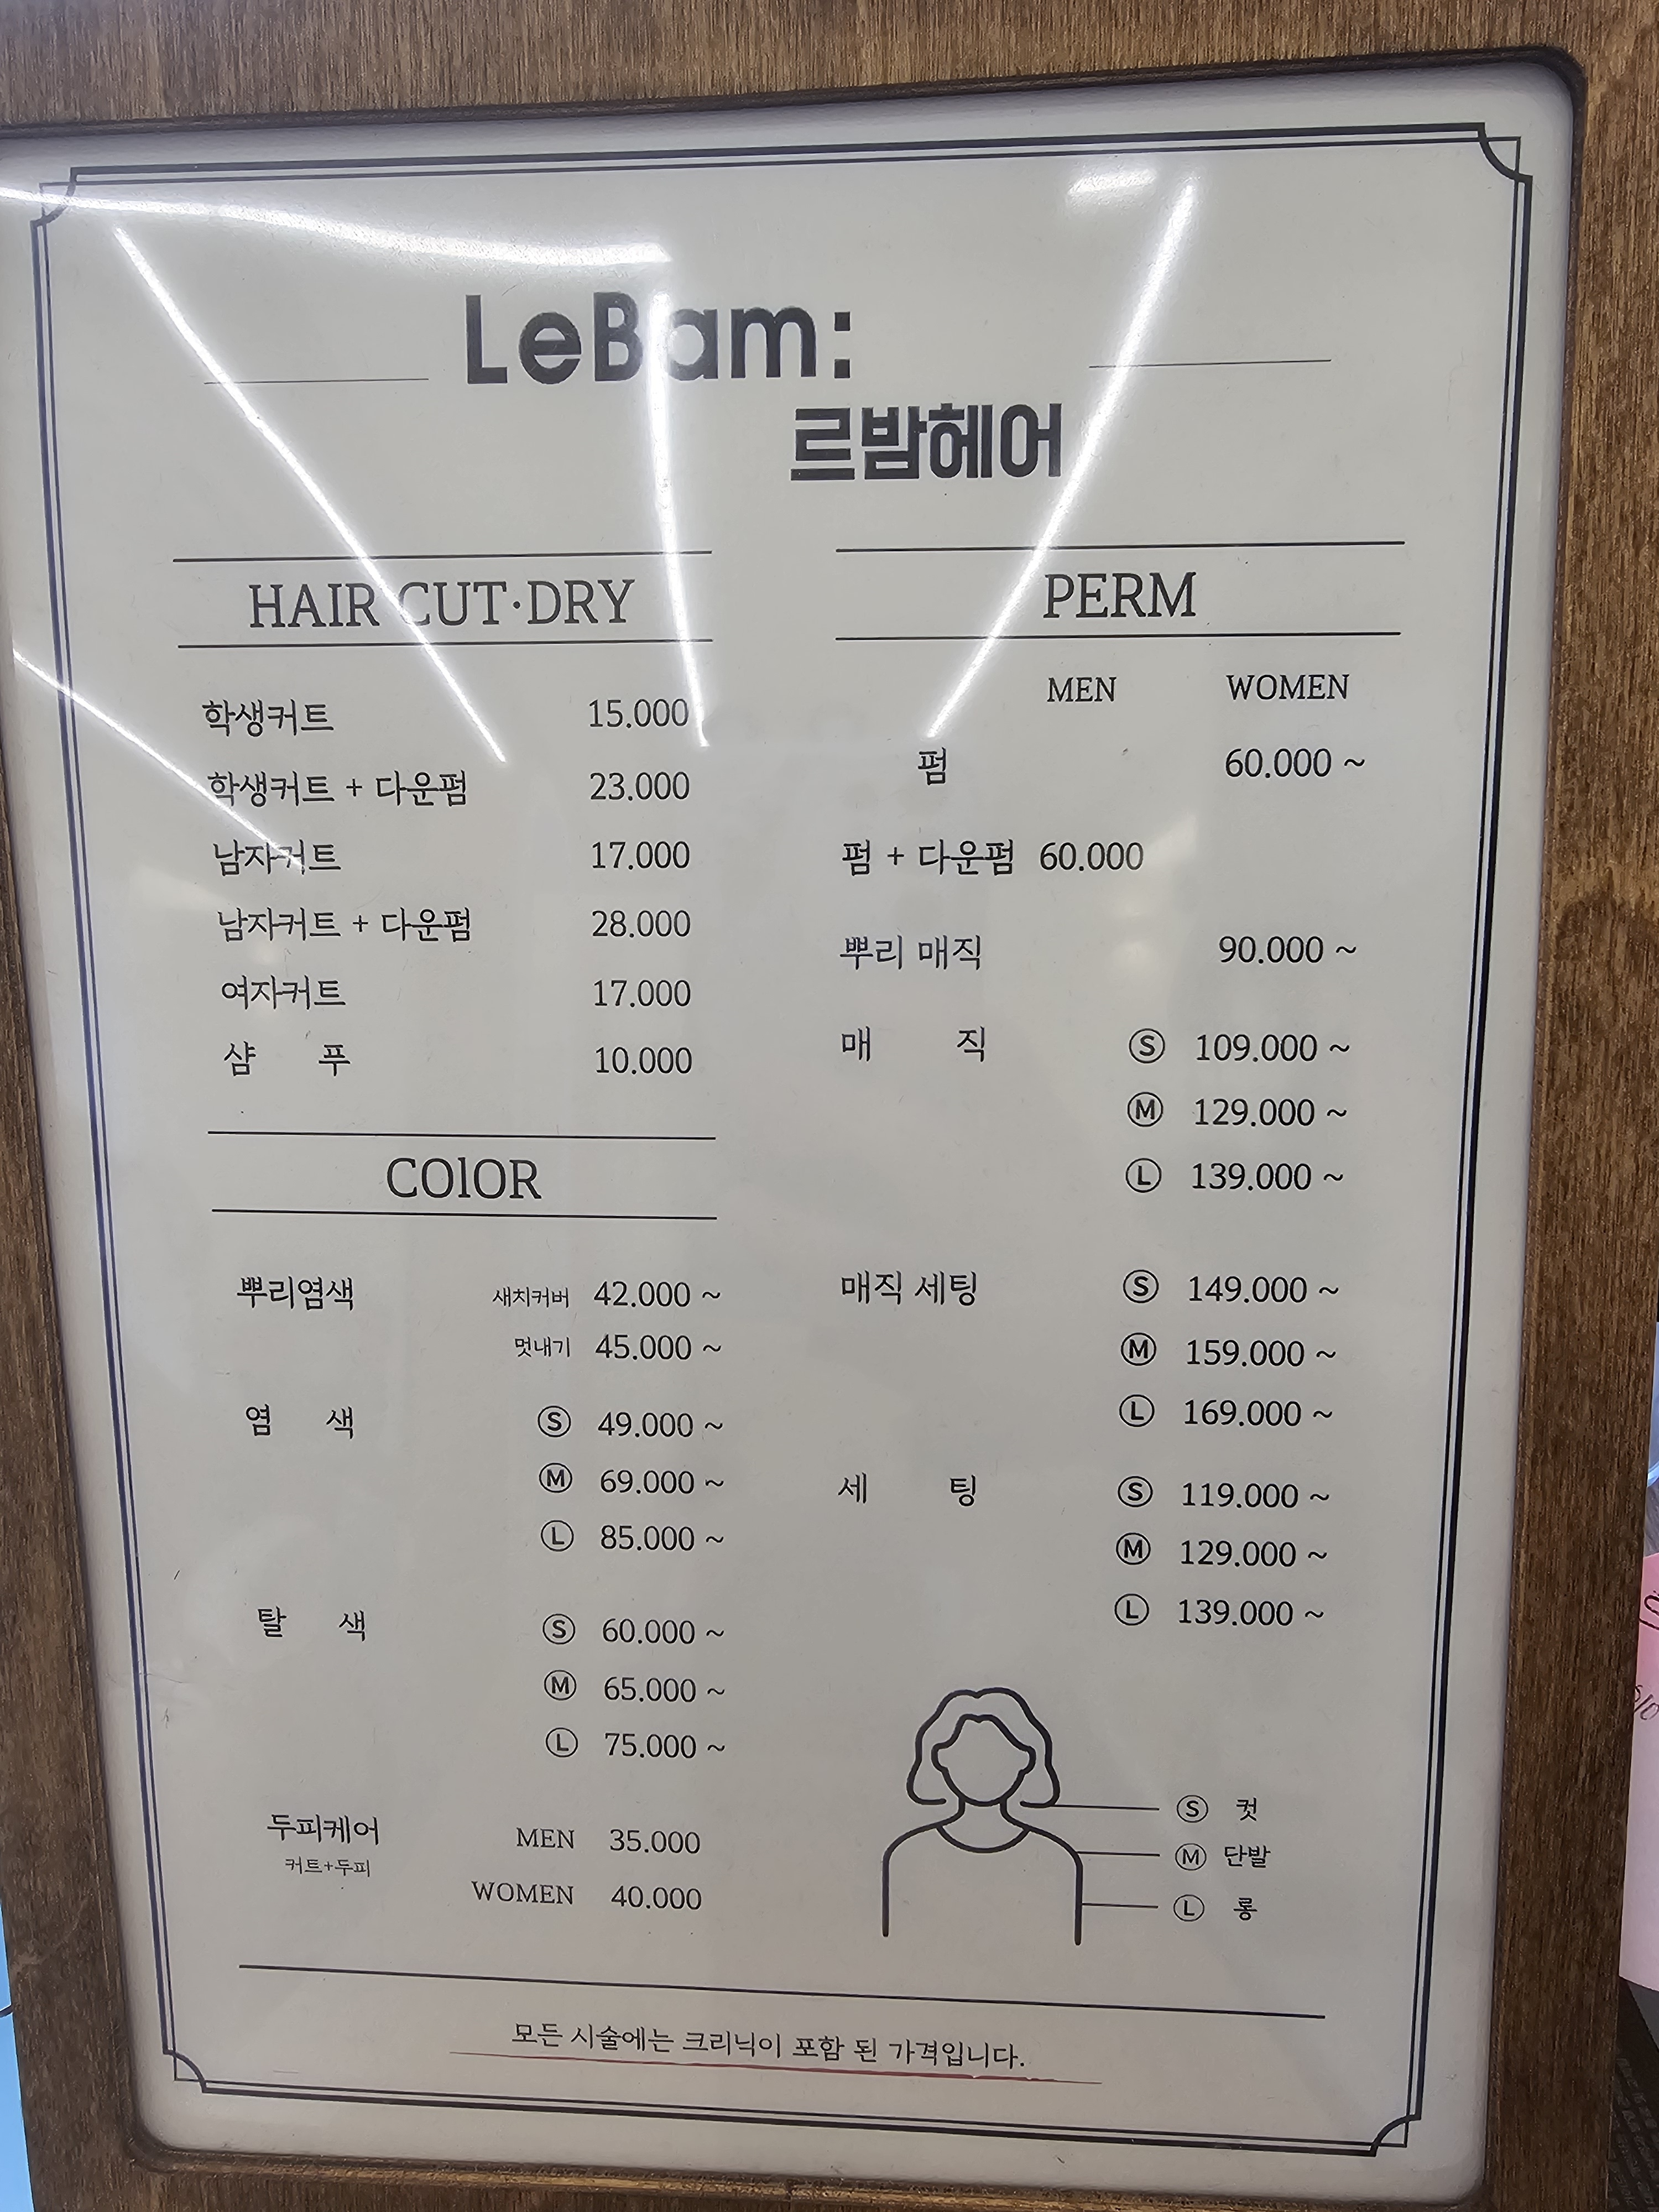 LeBam:
르밤헤어
HAIR CUT·DRY
학생커트 15.000
학생커트 + 다운펌 23.000
남자커트 17.000
남자커트 + 다운펌 28.000
여자커트 17.000
샴 푸 10.000
COlOR
뿌리염색 새치커버 42.000 ~
멋내기 45.000 ~
염 색 Ⓢ 49.000 ~
Ⓜ 69.000 ~
Ⓛ 85.000 ~
탈 색 Ⓢ 60.000 ~
Ⓜ 65.000 ~
Ⓛ 75.000 ~
두피케어 MEN 35.000
커트+두피
WOMEN 40.000
PERM
MEN WOMEN
펌 60.000 ~
펌 + 다운펌 60.000
뿌리 매직 90.000 ~
매 직 Ⓢ 109.000 ~
Ⓜ 129.000 ~
Ⓛ 139.000 ~
매직 세팅 Ⓢ 149.000 ~
Ⓜ 159.000 ~
Ⓛ 169.000 ~
세 팅 Ⓢ 119.000 ~
Ⓜ 129.000 ~
Ⓛ 139.000 ~
Ⓢ 컷
Ⓜ 단발
Ⓛ 롱
모든 시술에는 크리닉이 포함 된 가격입니다.